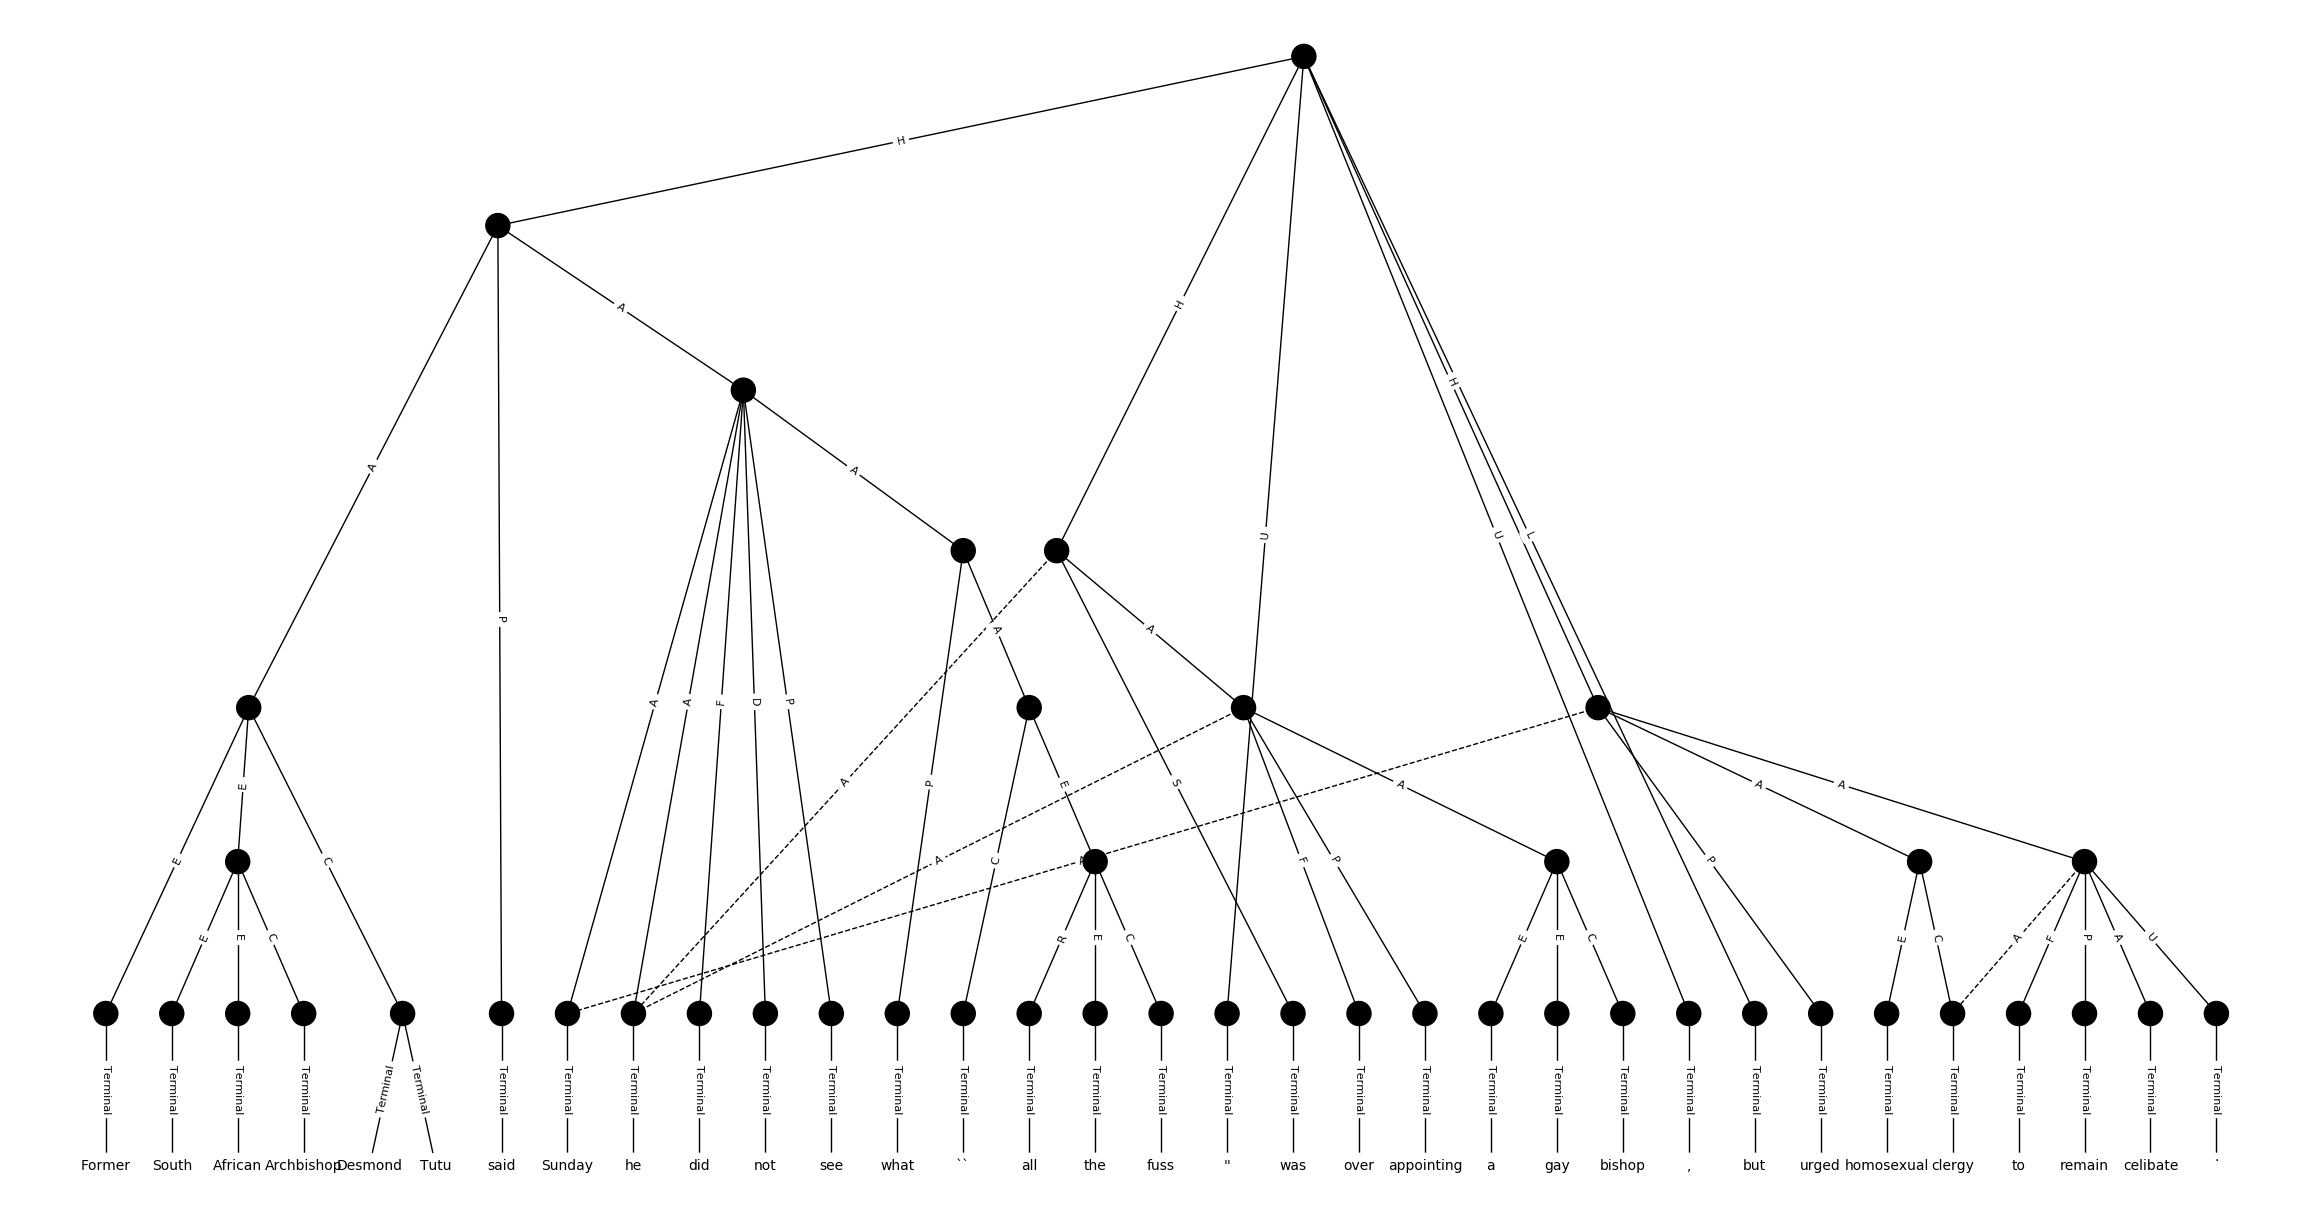 H
A
H
A
P
A
H
U
U
L
A
A
A
A
F
D
P
E
P
A
S
A
A
A
E
C
C
E
A
A
F
P
P
E
E
C
R
E
C
E
E
C
E
C
A
F
P
A
U
Terminal Terminal Terminal Terminal Terminal Terminal Terminal Terminal Terminal Terminal Terminal Terminal Terminal Terminal Terminal Terminal Terminal Terminal Terminal Terminal Terminal Terminal Terminal Terminal Terminal Terminal Terminal Terminal Terminal Terminal Terminal Terminal Terminal
Former South African Archbishop Desmond Tutu said Sunday he did not see what `` all the fuss " was over appointing a gay bishop , but urged homosexual clergy to remain celibate .